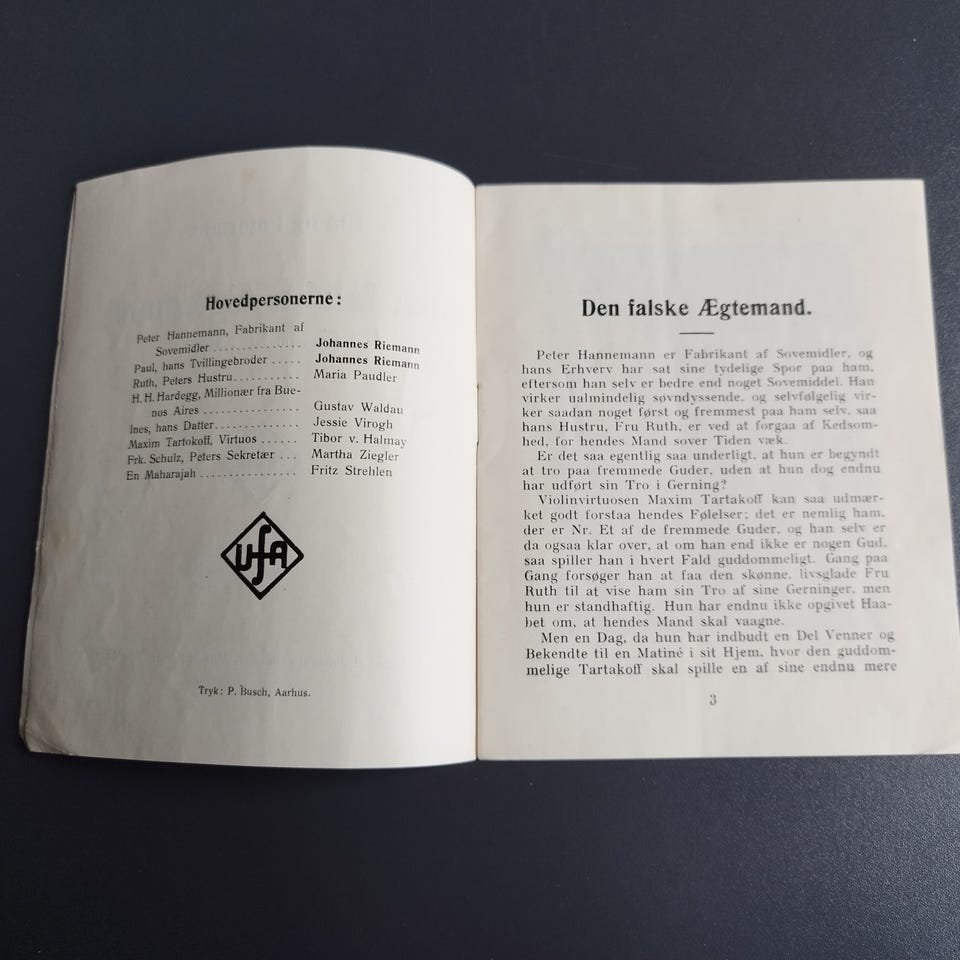 Hovedpersonerne:
Peter Hannemann, Fabrikant af
Sovemidler .............. Johannes Riemann
Paul, hans Tvillingebroder ..... Johannes Riemann
Ruth, Peters Hustru........... Maria Paudler
H. H. Hardegg, Millionær fra Bue-
nos Aires ................ Gustav Waldau
Ines, hans Datter.............. Jessie Virogh
Maxim Tartokoff, Virtuos ...... Tibor v. Halmay
Frk. Schulz, Peters Sekretær ... Martha Ziegler
En Maharajah ................ Fritz Strehlen
UFA
Tryk: P. Busch, Aarhus.
Den falske Ægtemand.
Peter Hannemann er Fabrikant af Sovemidler, og
hans Erhverv har sat sine tydelige Spor paa ham,
eftersom han selv er bedre end noget Sovemiddel. Han
virker ualmindelig søvndyssende, og selvfølgelig vir-
ker saadan noget først og fremmest paa ham selv, saa
hans Hustru, Fru Ruth, er ved at forgaa af Kedsom-
hed, for hendes Mand sover Tiden væk.
Er det saa egentlig saa underligt, at hun er begyndt
at tro paa fremmede Guder, uden at hun dog endnu
har udført sin Tro i Gerning?
Violinvirtuosen Maxim Tartakoff kan saa udmær-
ket godt forstaa hendes Følelser; det er nemlig ham,
der er Nr. Et af de fremmede Guder, og han selv er
da ogsaa klar over, at om han end ikke er nogen Gud,
saa spiller han i hvert Fald guddommeligt. Gang paa
Gang forsøger han at faa den skønne, livsglade Fru
Ruth til at vise ham sin Tro af sine Gerninger, men
hun er standhaftig. Hun har endnu ikke opgivet Haa-
bet om, at hendes Mand skal vaagne.
Men en Dag, da hun har indbudt en Del Venner og
Bekendte til en Matiné i sit Hjem, hvor den guddom-
melige Tartakoff skal spille en af sine endnu mere
3